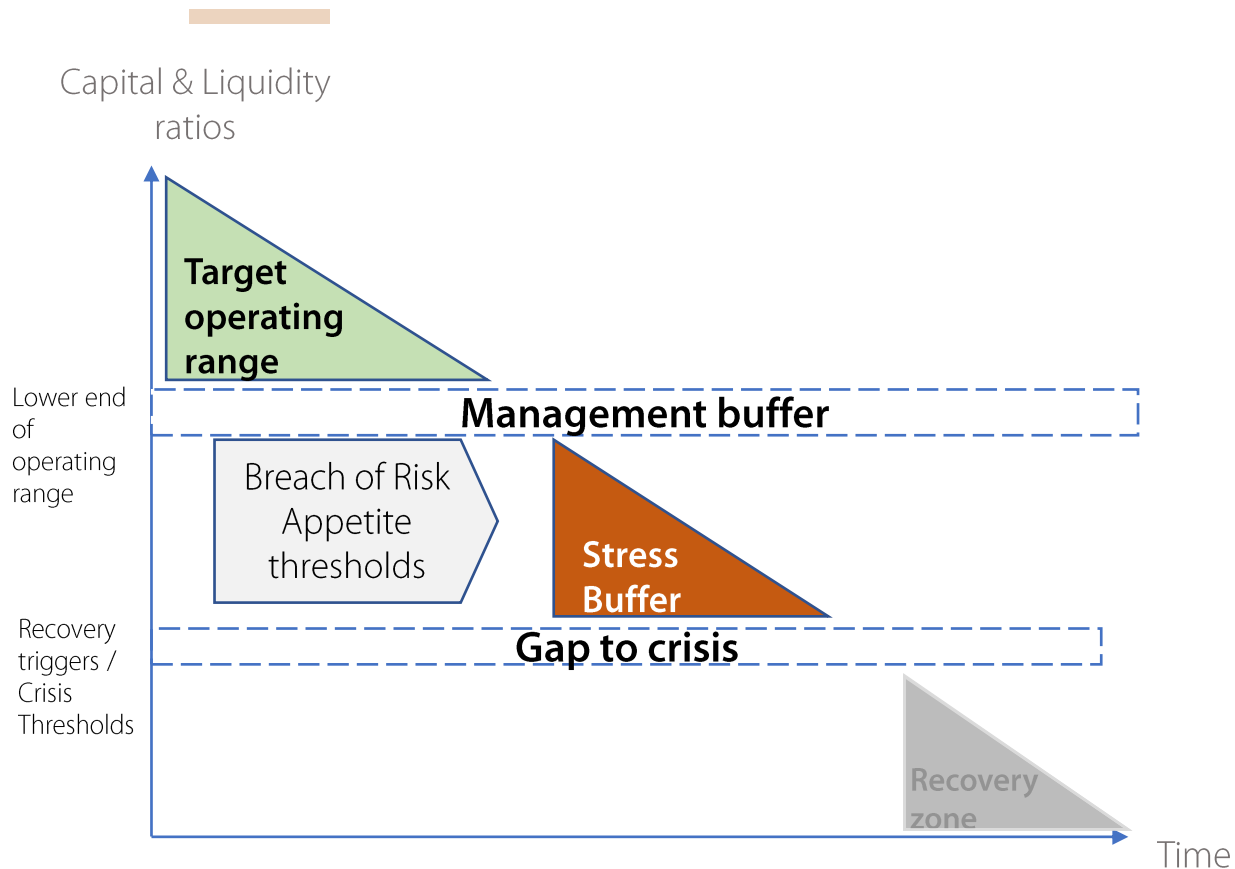 Capital & Liquidity
ratios
Target
operating
range
Lower end
of
operating
range
Management buffer
Breach of Risk
Appetite
thresholds
Stress
Buffer
Recovery
triggers /
Crisis
Thresholds
Gap to crisis
Recovery
zone
Time